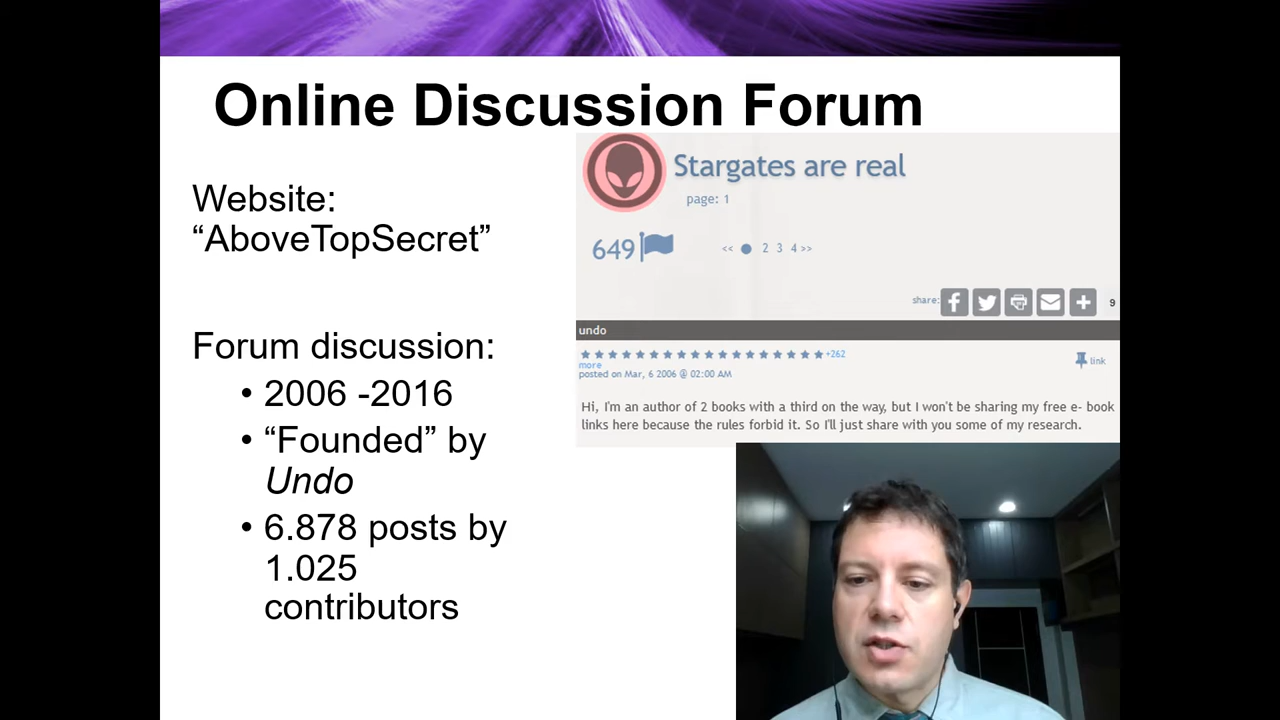 Online Discussion Forum
Website:
“AboveTopSecret”
Forum discussion:
• 2006 -2016
• “Founded” by
Undo
• 6.878 posts by
1.025
contributors
Stargates are real
page: 1
649
<< 2 3 4 >>
share: 9
undo
+262
more
link
posted on Mar, 6 2006 @ 02:00 AM
Hi, I'm an author of 2 books with a third on the way, but I won't be sharing my free e- book
links here because the rules forbid it. So I'll just share with you some of my research.